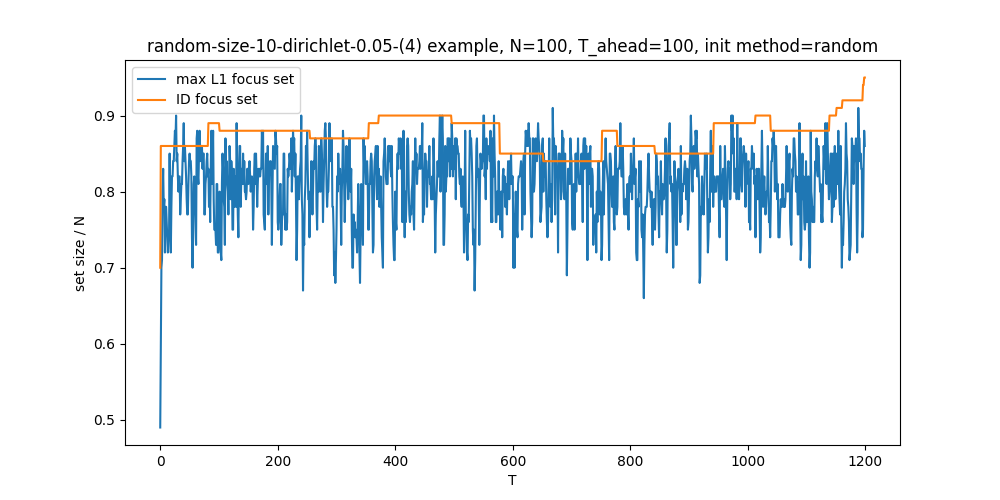 random-size-10-dirichlet-0.05-(4) example, N=100, T_ahead=100, init method=random
max L1 focus set
ID focus set
set size / N
0.9
0.8
0.7
0.6
0.5
0 200 400 600 800 1000 1200
T